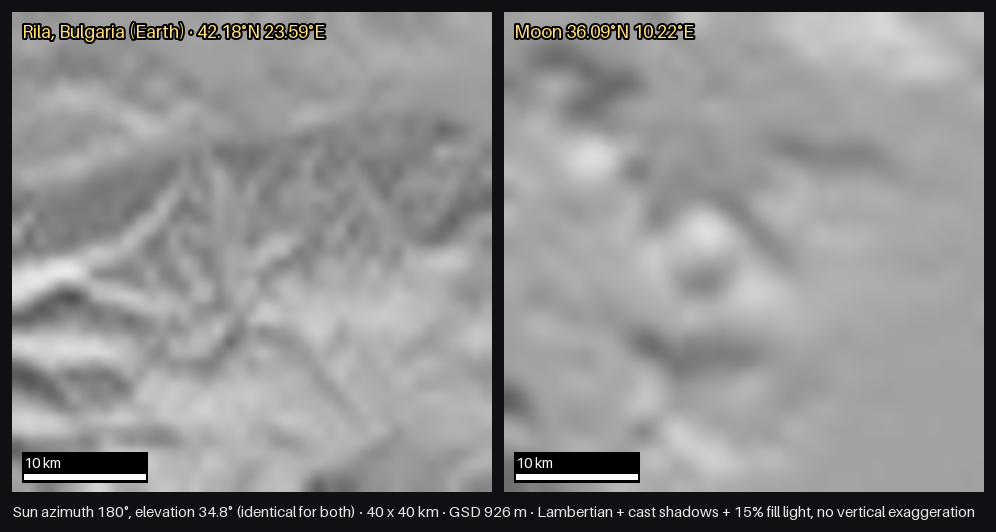 Rila, Bulgaria (Earth) · 42.18°N 23.59°E
Moon 36.09°N 10.22°E
10 km
10 km
Sun azimuth 180°, elevation 34.8° (identical for both) · 40 x 40 km · GSD 926 m · Lambertian + cast shadows + 15% fill light, no vertical exaggeration